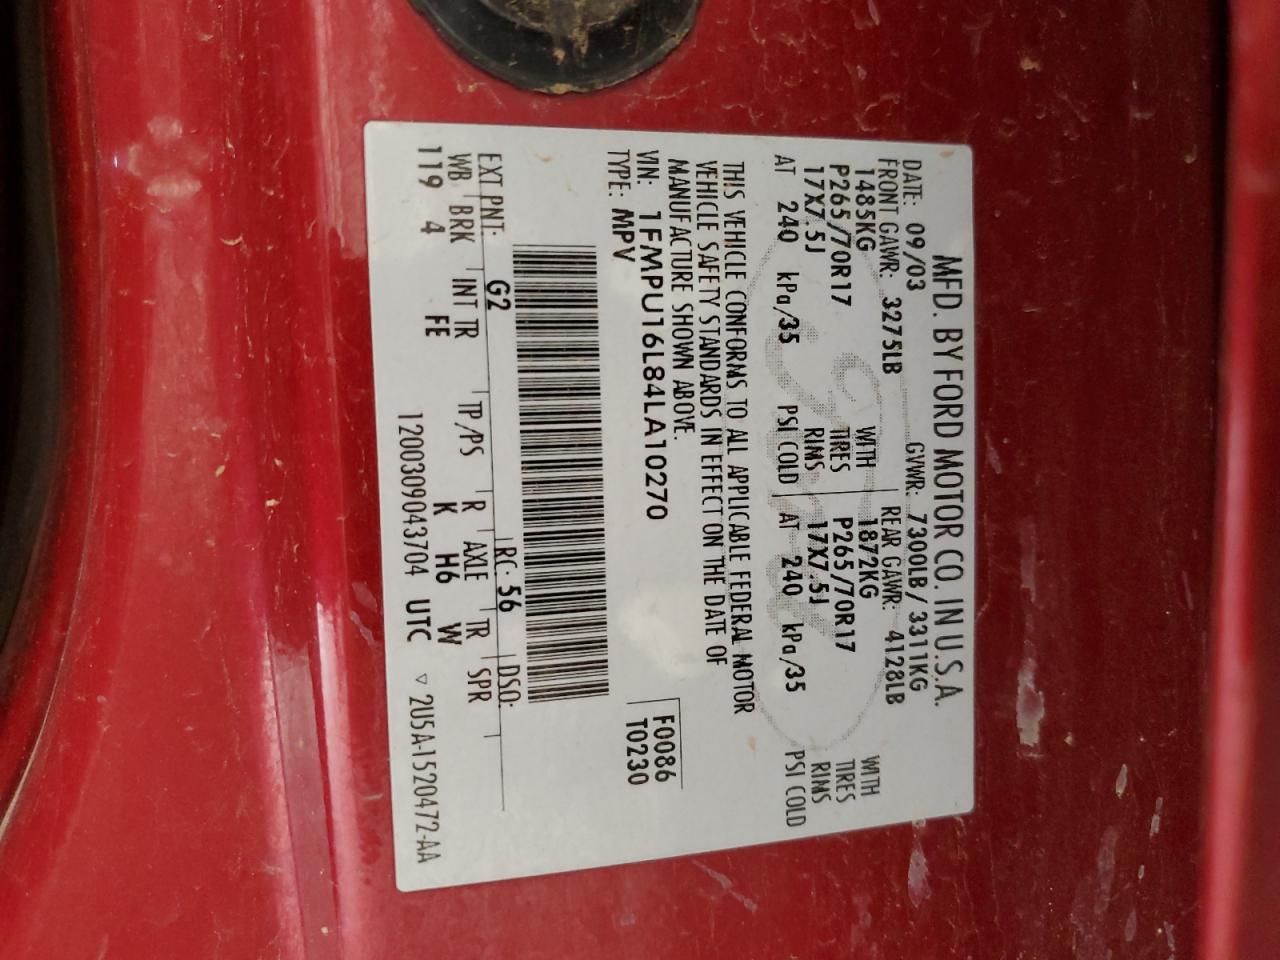 MFD. BY FORD MOTOR CO. IN U.S.A.
DATE: 09/03 GVWR: 7300LB / 3311KG
FRONT GAWR: 3275LB REAR GAWR: 4128LB
1485KG WITH 1872KG WITH
P265/70R17 TIRES P265/70R17 TIRES
17X7.5J RIMS 17X7.5J RIMS
AT 240 kPa/35 PSI COLD AT 240 kPa/35 PSI COLD
THIS VEHICLE CONFORMS TO ALL APPLICABLE FEDERAL MOTOR
VEHICLE SAFETY STANDARDS IN EFFECT ON THE DATE OF
MANUFACTURE SHOWN ABOVE.
VIN: 1FMPU16L84LA10270 F0086
TYPE: MPV T0230
EXT PNT: G2 RC: 56 DSO:
WB BRK INT TR TP/PS R AXLE TR SPR
119 4 FE K H6 W
1200309043704 UTC ▽ 2U5A-1520472-AA